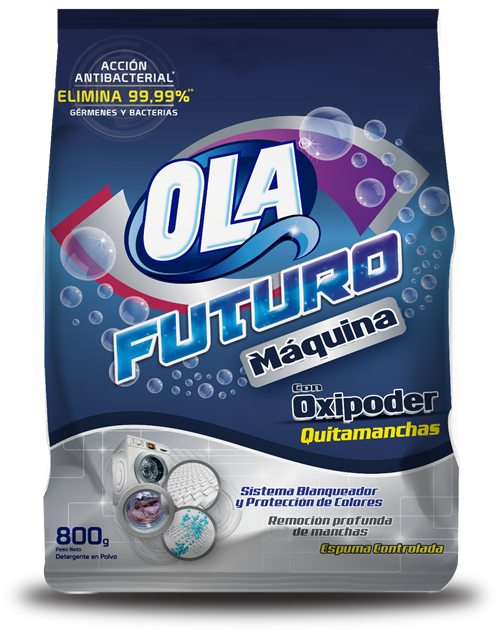 ACCIÓN
ANTIBACTERIAL*
ELIMINA 99,99%**
GÉRMENES Y BACTERIAS
OLA®
FUTURO
Máquina
Con
Oxipoder
Quitamanchas
Sistema Blanqueador
y Protección de Colores
Remoción profunda
de manchas
Espuma Controlada
800g
Peso Neto
Detergente en Polvo